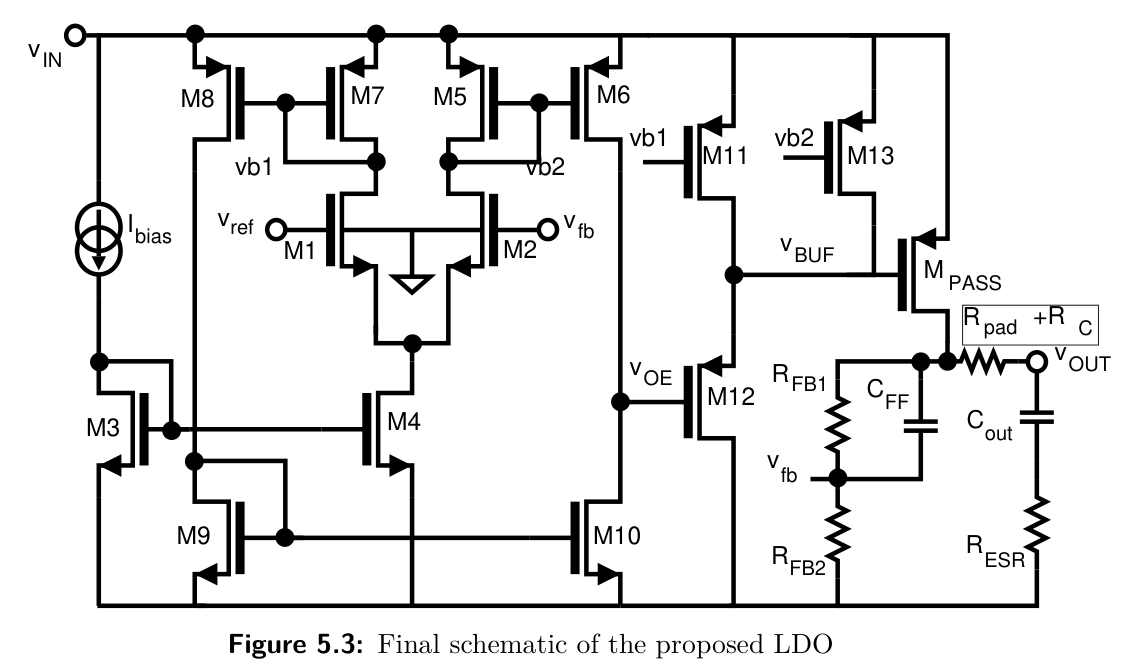 vIN
M8
M7
M5
M6
vb1
vb2
vb1
M11
vb2
M13
Ibias
vref
M1
M2
vfb
vBUF
MPASS
Rpad +RC
vOUT
M3
M4
vOE
M12
RFB1
CFF
Cout
vfb
M9
M10
RFB2
RESR
Figure 5.3: Final schematic of the proposed LDO